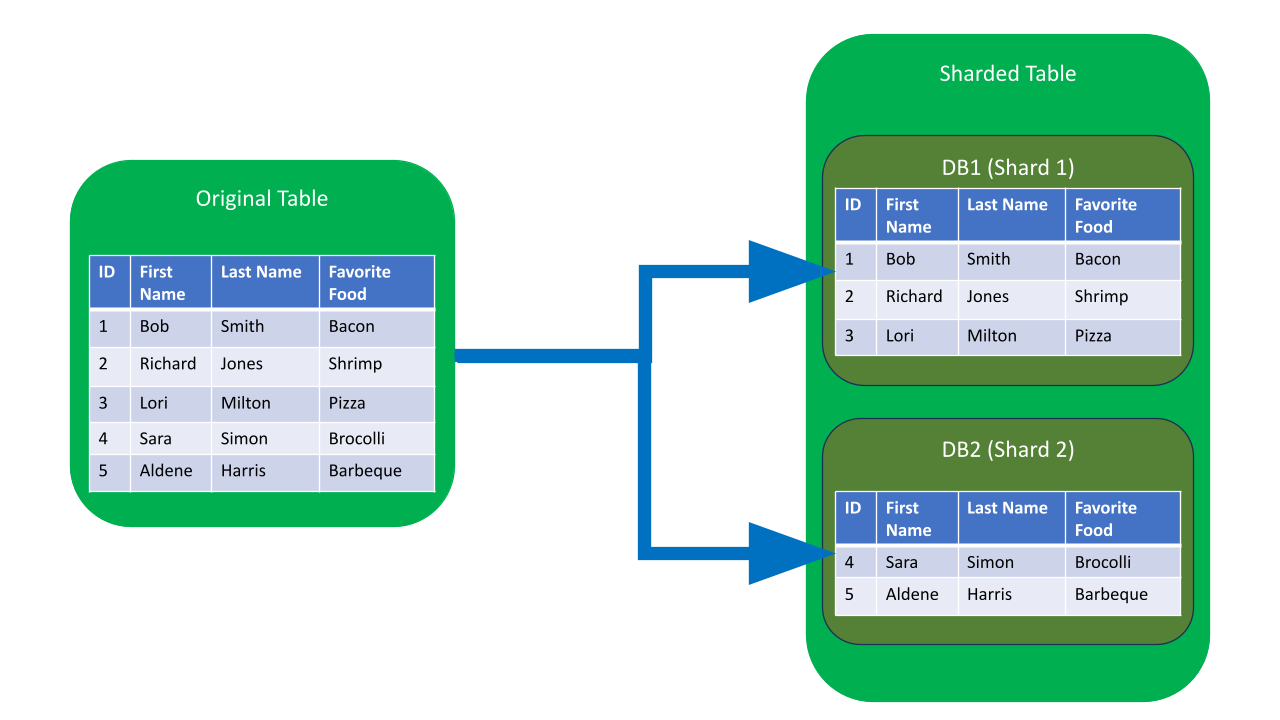 Original Table
ID First Name Last Name Favorite Food
1 Bob Smith Bacon
2 Richard Jones Shrimp
3 Lori Milton Pizza
4 Sara Simon Brocolli
5 Aldene Harris Barbeque
Sharded Table
DB1 (Shard 1)
ID First Name Last Name Favorite Food
1 Bob Smith Bacon
2 Richard Jones Shrimp
3 Lori Milton Pizza
DB2 (Shard 2)
ID First Name Last Name Favorite Food
4 Sara Simon Brocolli
5 Aldene Harris Barbeque